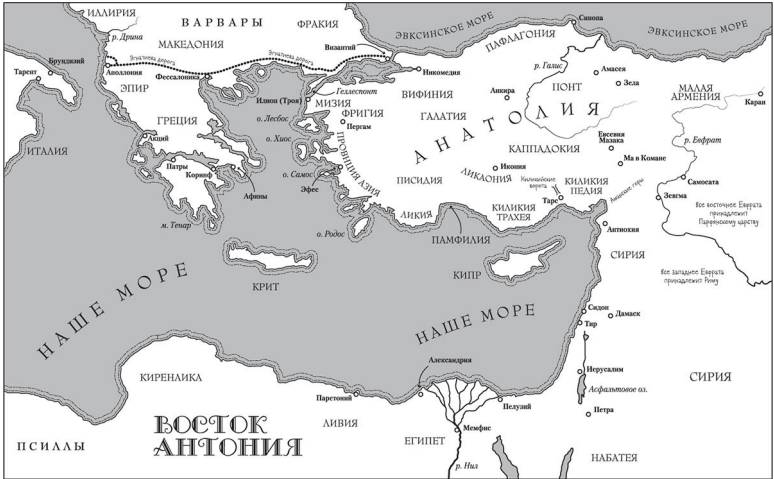 ИЛЛИРИЯ
р. Дрина
ВАРВАРЫ
ФРАКИЯ
ЭВКСИНСКОЕ МОРЕ
Синопа
ЭВКСИНСКОЕ МОРЕ
МАКЕДОНИЯ
Византий
ПАФЛАГОНИЯ
Брундизий
Эгнатиева дорога
Эгнатиева дорога
Тарент
Аполлония
Фессалоника
Никомедия
р. Галис
Амасея
ЭПИР
Геллеспонт
ВИФИНИЯ
ПОНТ
Зела
МАЛАЯ
АРМЕНИЯ
Илион (Троя)
МИЗИЯ
Анкира
Каран
ФРИГИЯ
ГАЛАТИЯ
АНАТОЛИЯ
ГРЕЦИЯ
о. Лесбос
Пергам
Акций
о. Хиос
ПРОВИНЦИЯ АЗИЯ
Евсевия
Мазака
р. Евфрат
ИТАЛИЯ
КАППАДОКИЯ
Патры
Ма в Комане
Коринф
о. Самос
Икония
ЛИКАОНИЯ
Эфес
ПИСИДИЯ
Киликийские
ворота
КИЛИКИЯ
ПЕДИЯ
Аманские горы
Самосата
Афины
Тарс
Зевгма
Все восточнее Евфрата
принадлежит
Парфянскому царству
ЛИКИЯ
КИЛИКИЯ
ТРАХЕЯ
м. Тенар
о. Родос
ПАМФИЛИЯ
Антиохия
СИРИЯ
КРИТ
КИПР
Все западнее Евфрата
принадлежит Риму
НАШЕ МОРЕ
НАШЕ МОРЕ
Сидон
Дамаск
Тир
Александрия
КИРЕНАИКА
Иерусалим
СИРИЯ
Асфальтовое оз.
Паретоний
Пелузий
Петра
ВОСТОК
АНТОНИЯ
ЛИВИЯ
Мемфис
ПСИЛЛЫ
ЕГИПЕТ
НАБАТЕЯ
р. Нил